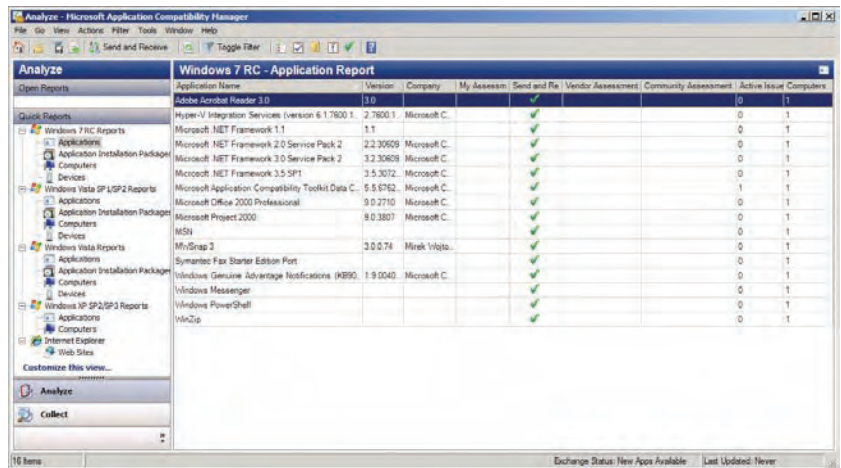 Analyze - Microsoft Application Compatibility Manager
File Go View Actions Filter Tools Window Help
Send and Receive Toggle Filter
Analyze
Open Reports
Quick Reports
Windows 7 RC Reports
Applications
Application Installation Packages
Computers
Devices
Windows Vista SP1/SP2 Reports
Applications
Application Installation Packages
Computers
Devices
Windows Vista Reports
Applications
Application Installation Packages
Computers
Devices
Windows XP SP2/SP3 Reports
Applications
Computers
Internet Explorer
Web Sites
Customize this view...
Analyze
Collect
Windows 7 RC - Application Report
Application Name Version Company My Assessm Send and Re Vendor Assessment Community Assessment Active Issue Computers
Adobe Acrobat Reader 3.0 3.0 0 1
Hyper-V Integration Services (version 6.1.7600.1. 2.7600.1 Microsoft C.. 0 1
Microsoft .NET Framework 1.1 1.1 0 1
Microsoft .NET Framework 2.0 Service Pack 2 2.2.30609 Microsoft C.. 0 1
Microsoft .NET Framework 3.0 Service Pack 2 3.2.30609 Microsoft C.. 0 1
Microsoft .NET Framework 3.5 SP1 3.5.3072.. Microsoft C.. 0 1
Microsoft Application Compatibility Toolkit Data C.. 5.5.6762.. Microsoft C.. 1 1
Microsoft Office 2000 Professional 9.0.2710 Microsoft C.. 0 1
Microsoft Project 2000 9.0.3807 Microsoft C.. 0 1
MSN 0 1
MWSnap 3 3.0.0.74 Mirek Wojto.. 0 1
Symantec Fax Starter Edition Port 0 1
Windows Genuine Advantage Notifications (KB90.. 1.9.0040.. Microsoft C.. 0 1
Windows Messenger 0 1
Windows PowerShell 0 1
WinZip 0 1
16 Items Exchange Status: New Apps Available Last Updated: Never